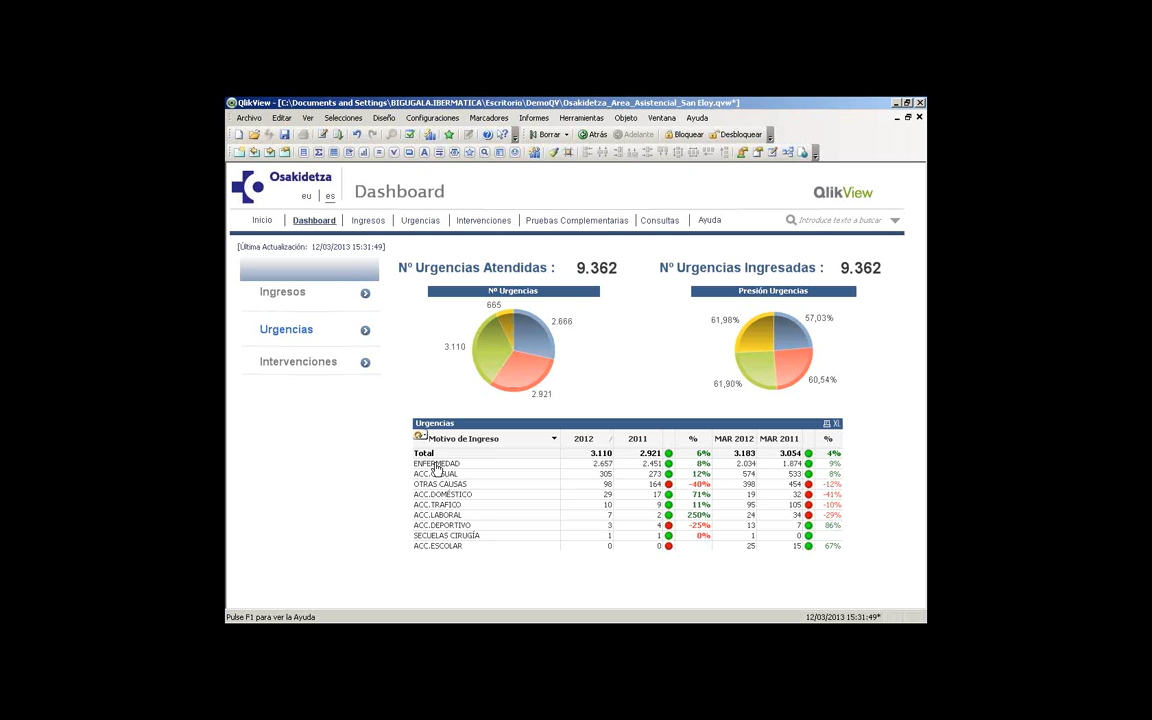 QlikView - [C:\Documents and Settings\BIGUGALA.IBERMATICA\Escritorio\DemoQV\Osakidetza_Area_Asistencial_San Eloy.qvw*]
Archivo Editar Ver Selecciones Diseño Configuraciones Marcadores Informes Herramientas Objeto Ventana Ayuda
Borrar Atrás Adelante Bloquear Desbloquear
Osakidetza
eu | es
Dashboard
QlikView
Inicio Dashboard Ingresos Urgencias Intervenciones Pruebas Complementarias Consultas Ayuda Introduce texto a buscar
[Última Actualización: 12/03/2013 15:31:49]
Ingresos
Urgencias
Intervenciones
Nº Urgencias Atendidas : 9.362
Nº Urgencias Ingresadas : 9.362
Nº Urgencias
665
2.666
3.110
2.921
Presión Urgencias
61,98%
57,03%
61,90%
60,54%
Urgencias XL
Motivo de Ingreso 2012 / 2011 % MAR 2012 MAR 2011 %
Total 3.110 2.921 6% 3.183 3.054 4%
ENFERMEDAD 2.657 2.451 8% 2.034 1.874 9%
ACC.CASUAL 305 273 12% 574 533 8%
OTRAS CAUSAS 98 164 -40% 398 454 -12%
ACC.DOMÉSTICO 29 17 71% 19 32 -41%
ACC.TRAFICO 10 9 11% 95 105 -10%
ACC.LABORAL 7 2 250% 24 34 -29%
ACC.DEPORTIVO 3 4 -25% 13 7 86%
SECUELAS CIRUGÍA 1 1 0% 1 0
ACC.ESCOLAR 0 0 25 15 67%
Pulse F1 para ver la Ayuda
12/03/2013 15:31:49*